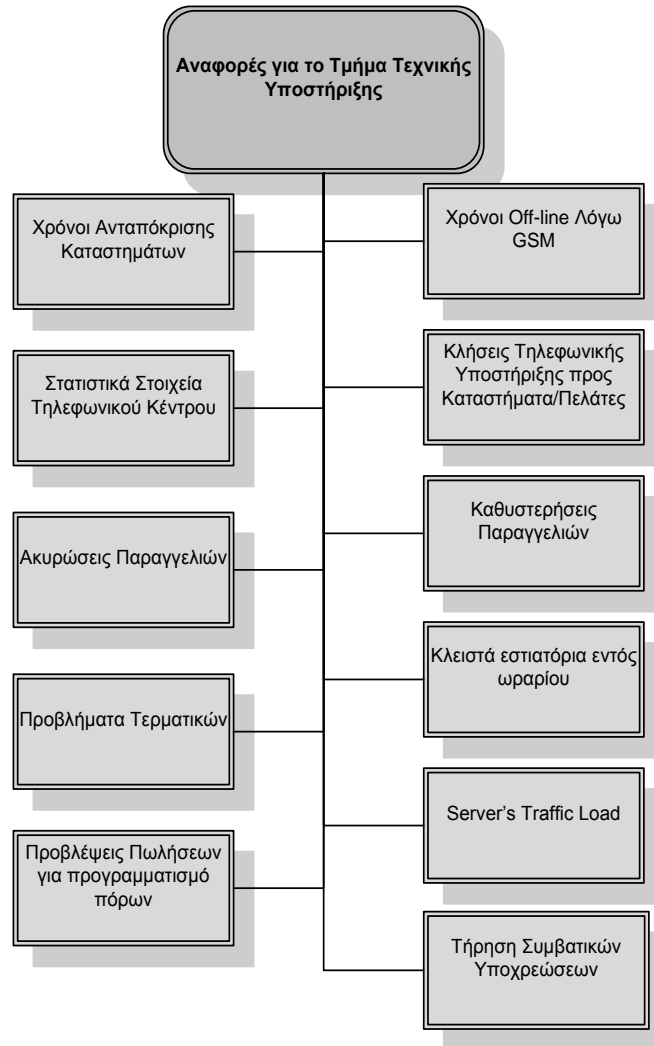 Αναφορές για το Τμήμα Τεχνικής
Υποστήριξης
Χρόνοι Ανταπόκρισης
Καταστημάτων
Χρόνοι Off-line Λόγω
GSM
Στατιστικά Στοιχεία
Τηλεφωνικού Κέντρου
Κλήσεις Τηλεφωνικής
Υποστήριξης προς
Καταστήματα/Πελάτες
Ακυρώσεις Παραγγελιών
Καθυστερήσεις
Παραγγελιών
Προβλήματα Τερματικών
Κλειστά εστιατόρια εντός
ωραρίου
Προβλέψεις Πωλήσεων
για προγραμματισμό
πόρων
Server's Traffic Load
Τήρηση Συμβατικών
Υποχρεώσεων